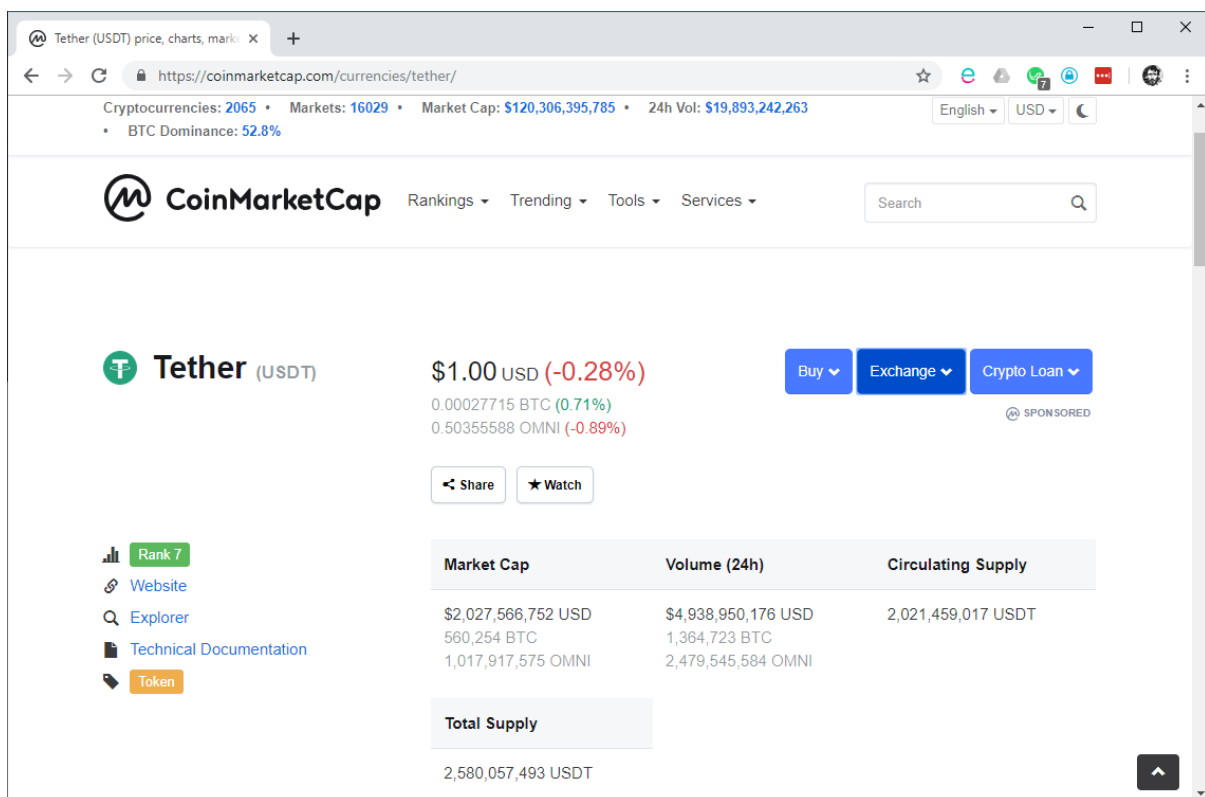 Tether (USDT) price, charts, marke
https://coinmarketcap.com/currencies/tether/
7
Cryptocurrencies: 2065 • Markets: 16029 • Market Cap: $120,306,395,785 • 24h Vol: $19,893,242,263
• BTC Dominance: 52.8%
English USD
CoinMarketCap Rankings Trending Tools Services Search
Tether (USDT)
$1.00 USD (-0.28%)
0.00027715 BTC (0.71%)
0.50355588 OMNI (-0.89%)
Buy Exchange Crypto Loan
SPONSORED
Share Watch
Rank 7
Website
Explorer
Technical Documentation
Token
Market Cap Volume (24h) Circulating Supply
$2,027,566,752 USD $4,938,950,176 USD 2,021,459,017 USDT
560,254 BTC 1,364,723 BTC
1,017,917,575 OMNI 2,479,545,584 OMNI
Total Supply
2,580,057,493 USDT